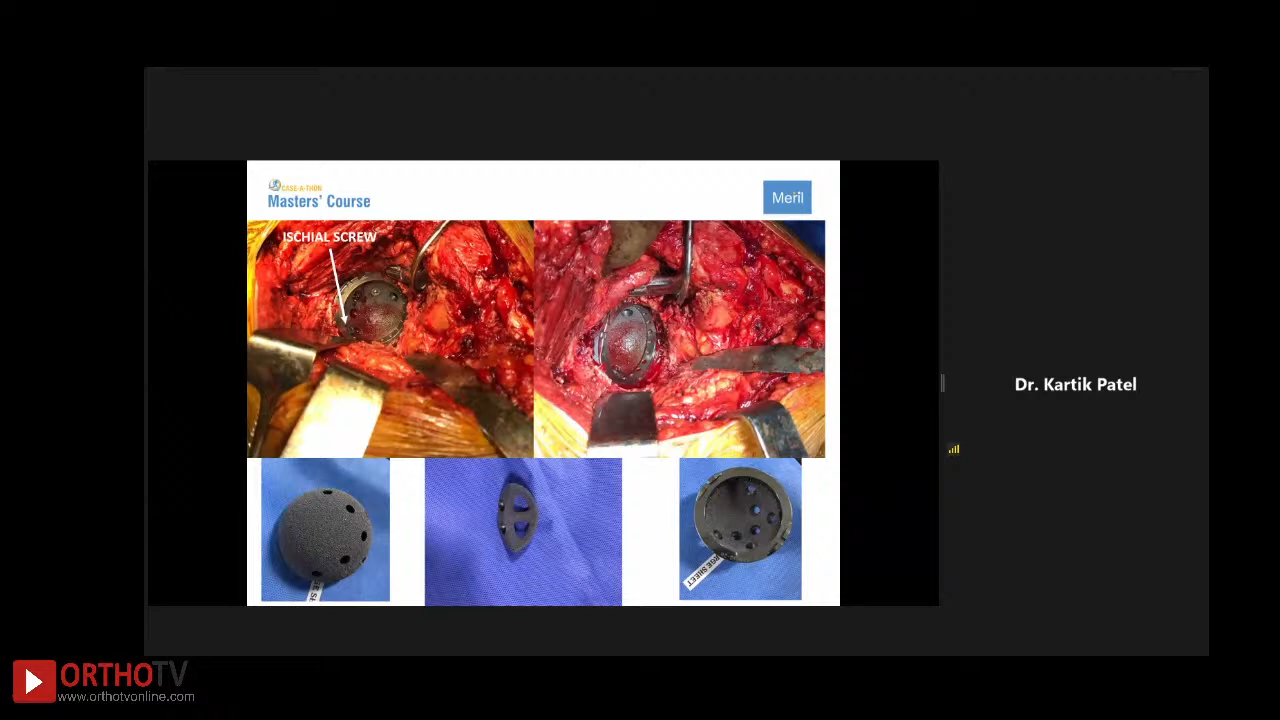 CASE-A-THON
Masters' Course
Meril
ISCHIAL SCREW
Dr. Kartik Patel
ORTHOTV
www.orthotvonline.com